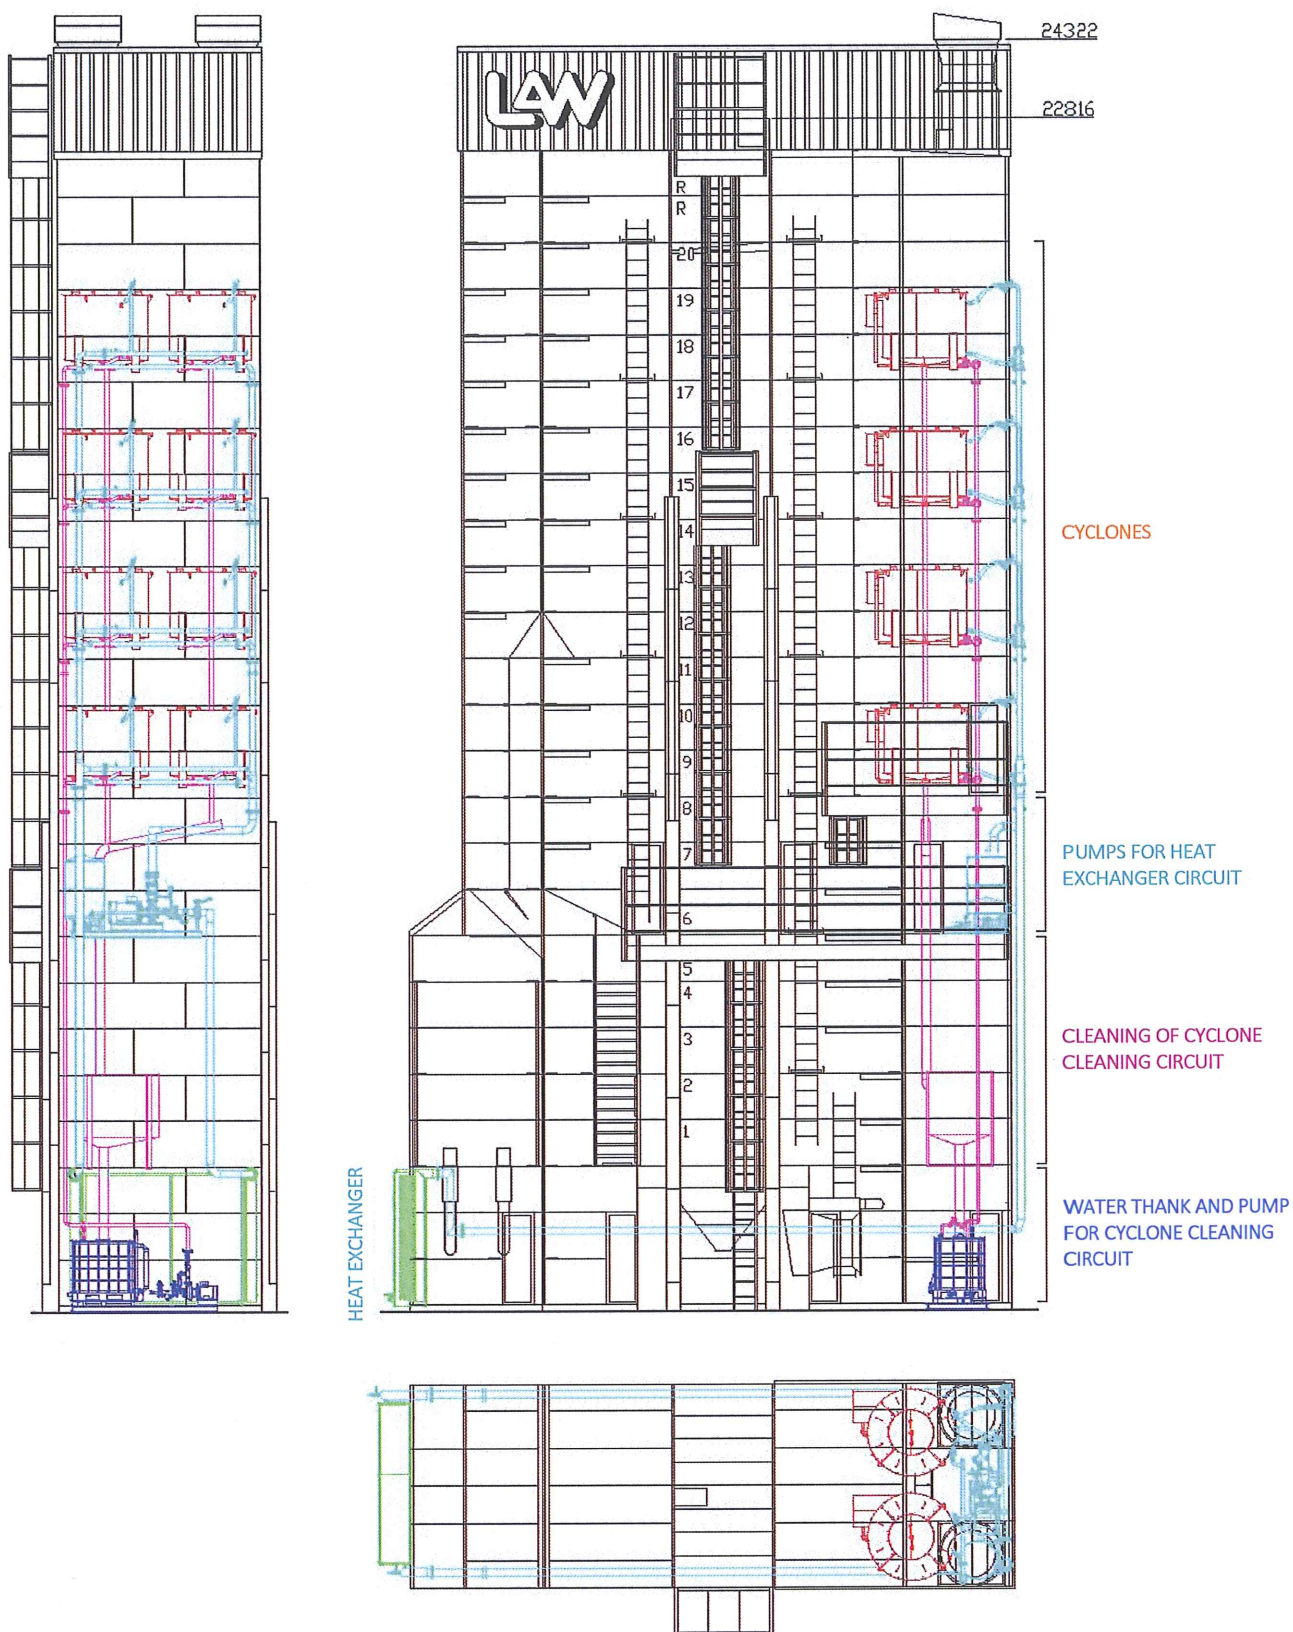 24322
LAW
22816
R
R
20
19
18
17
16
15
14
13
12
11
10
9
8
7
6
5
4
3
2
1
CYCLONES
PUMPS FOR HEAT
EXCHANGER CIRCUIT
CLEANING OF CYCLONE
CLEANING CIRCUIT
HEAT EXCHANGER
WATER THANK AND PUMP
FOR CYCLONE CLEANING
CIRCUIT